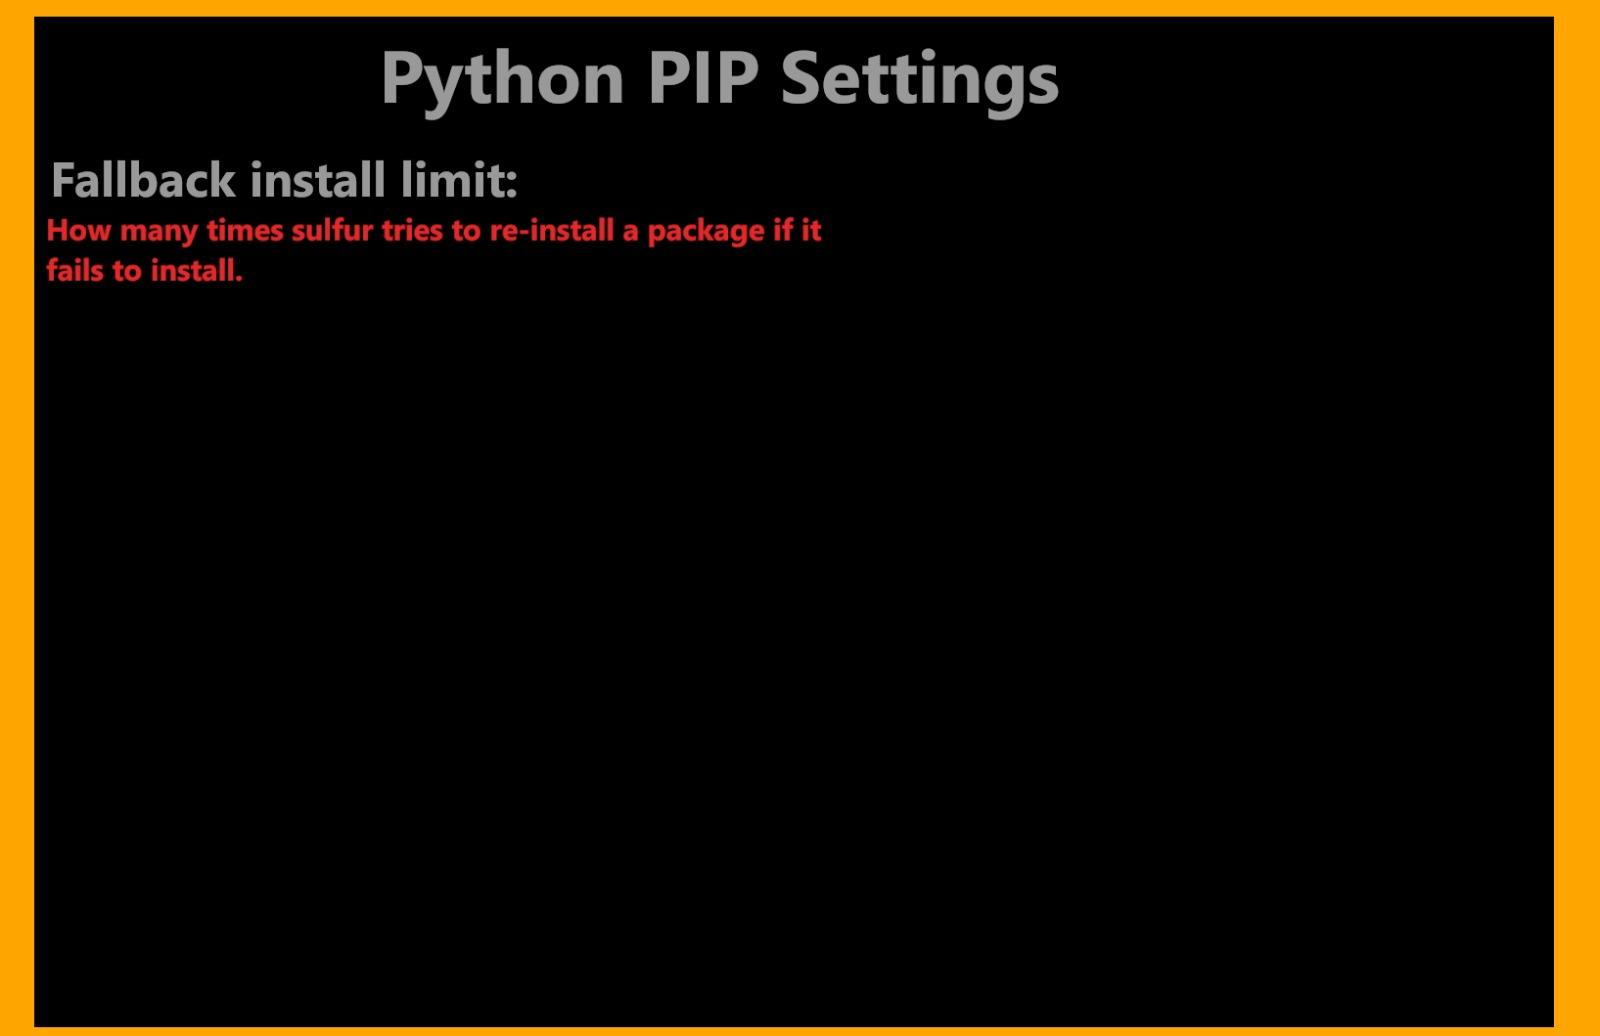 Python PIP Settings
Fallback install limit:
How many times sulfur tries to re-install a package if it
fails to install.